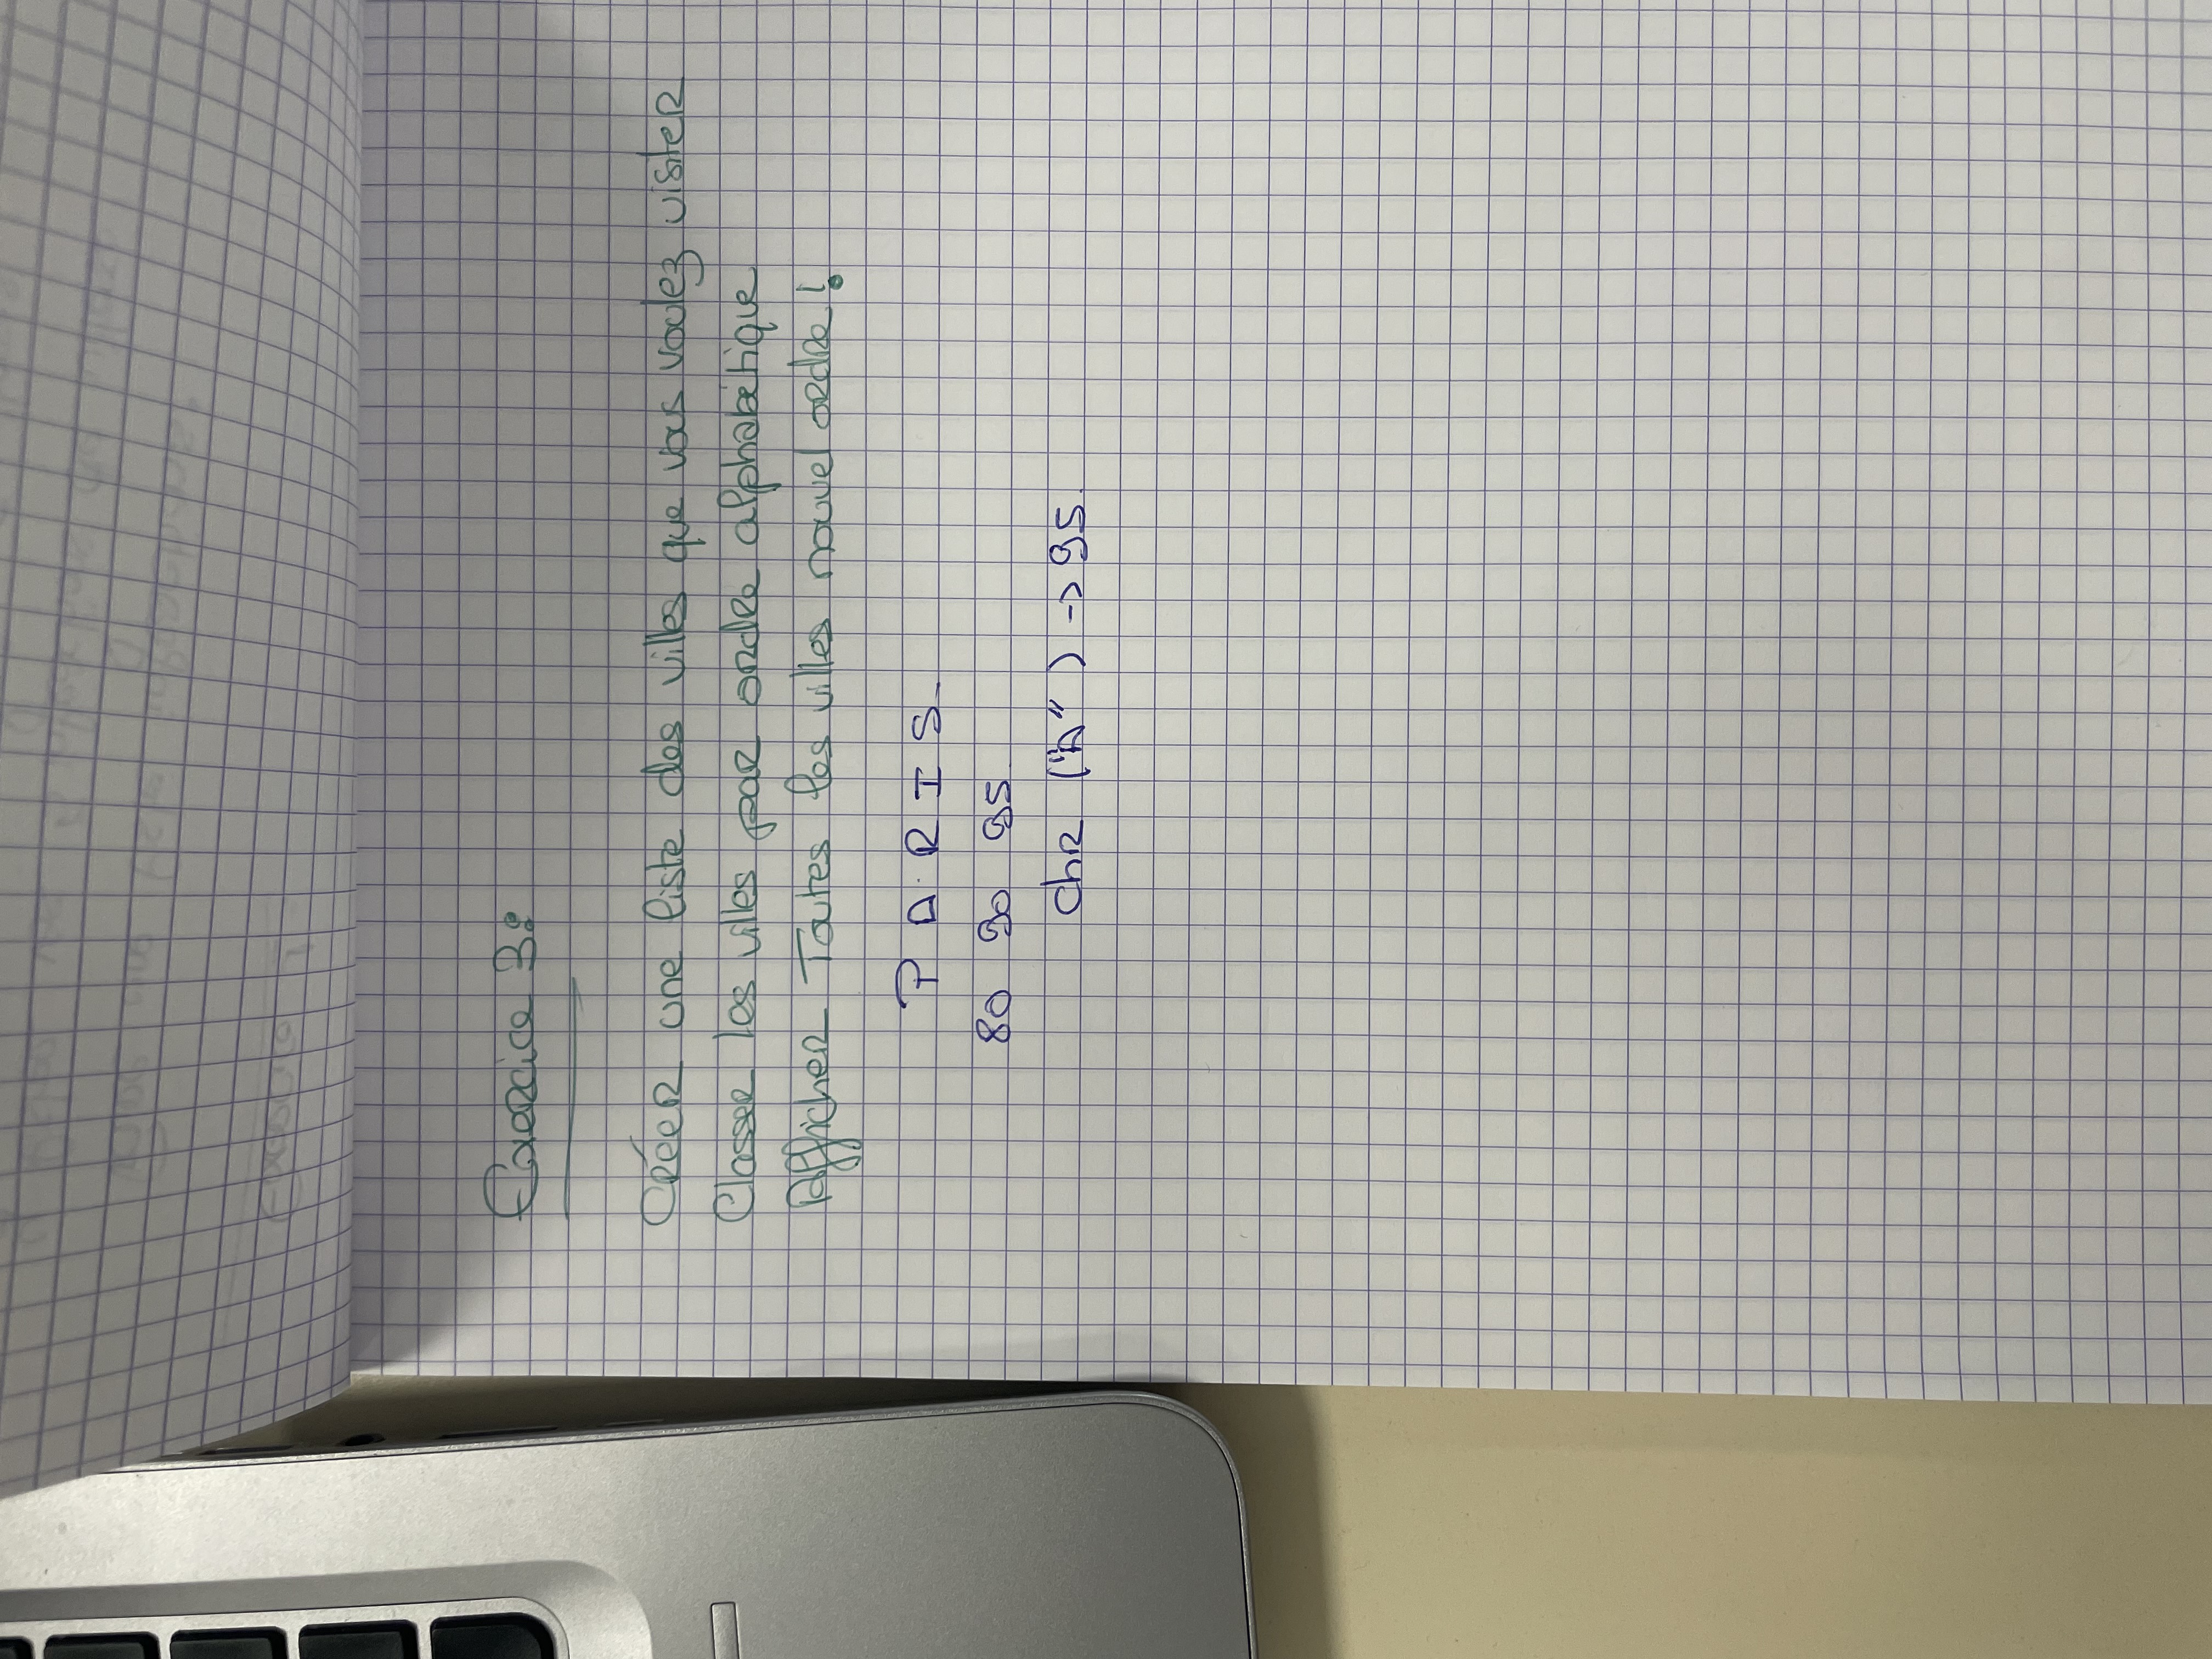 Exercice 3:
Créer une liste des villes que vous voulez visiter
Classer les villes par ordre alphabétique
Afficher Toutes les villes nouvel ordre!
P A R I S
80 90 95
chr ("A") -> 95.